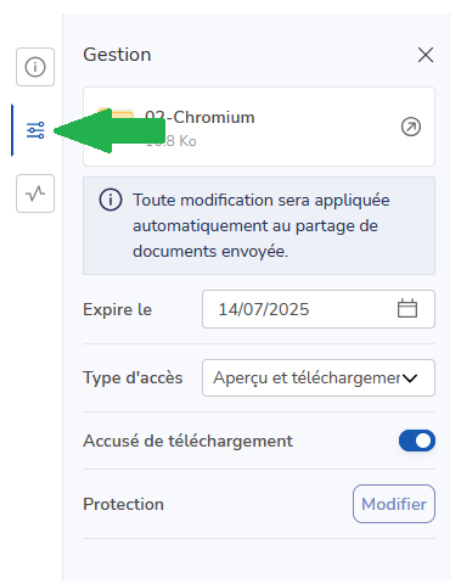 Gestion
02-Chromium
.8 Ko
Toute modification sera appliquée
automatiquement au partage de
documents envoyée.
Expire le
14/07/2025
Type d'accès
Aperçu et téléchargemer
Accusé de téléchargement
Protection
Modifier